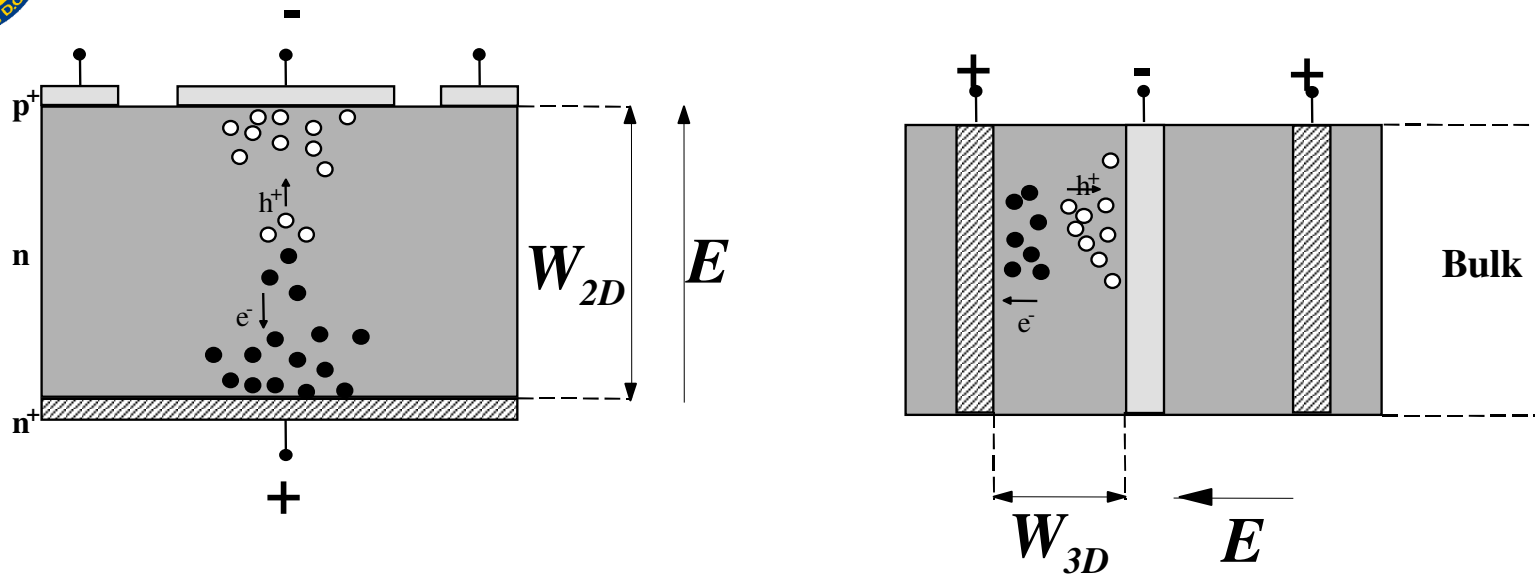 D.C
-
p+
h+
n
W2D
E
e-
n+
+
+
-
+
h+
Bulk
e-
W3D
E